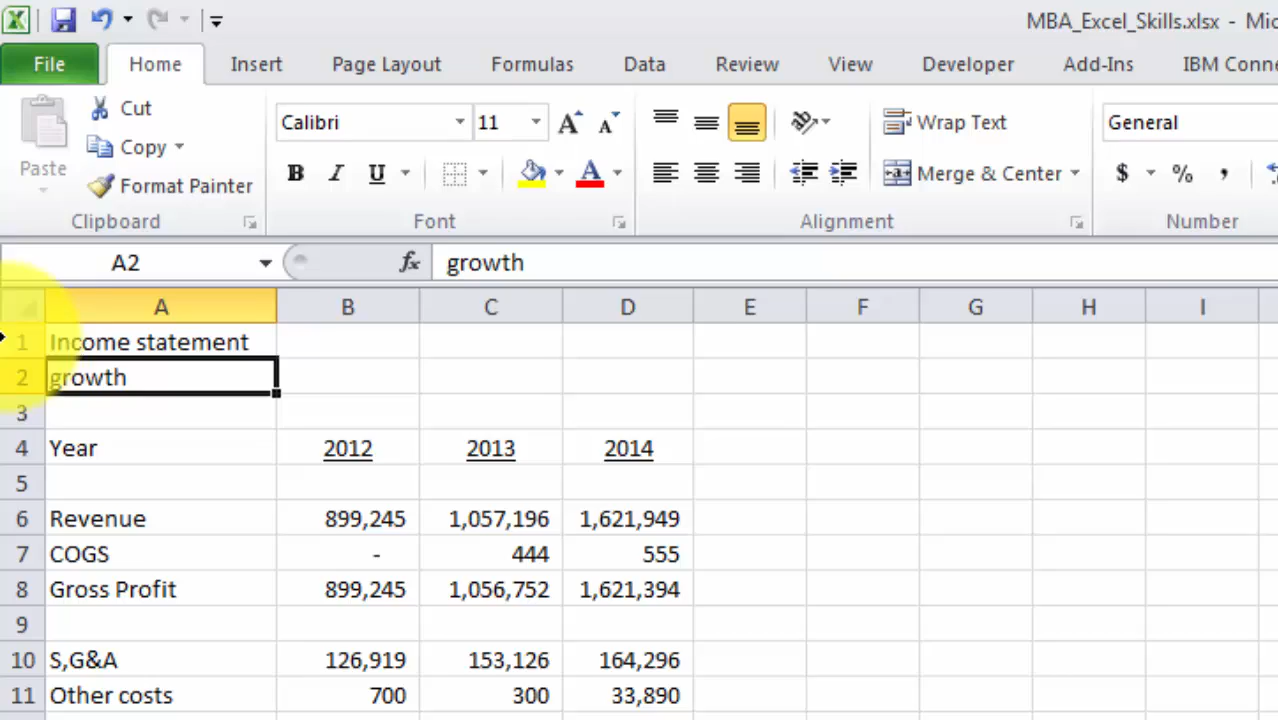 MBA_Excel_Skills.xlsx - Mic
File Home Insert Page Layout Formulas Data Review View Developer Add-Ins IBM Conne
Cut Calibri 11 A A Wrap Text General
Paste Copy
Format Painter B I U A Merge & Center $ % ,
Clipboard Font Alignment Number
A2 fx growth
A B C D E F G H I
1 Income statement
2 growth
3
4 Year 2012 2013 2014
5
6 Revenue 899,245 1,057,196 1,621,949
7 COGS - 444 555
8 Gross Profit 899,245 1,056,752 1,621,394
9
10 S,G&A 126,919 153,126 164,296
11 Other costs 700 300 33,890